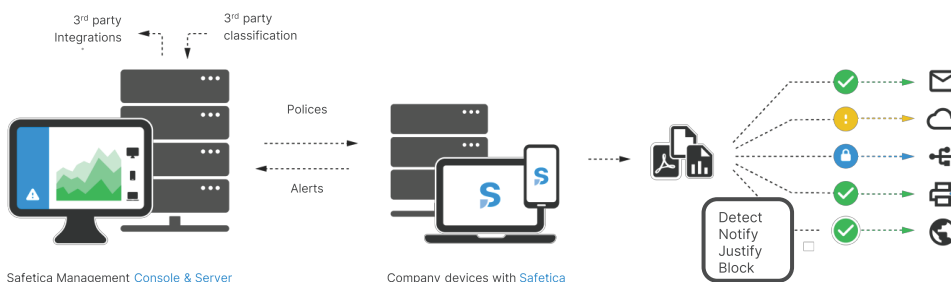 3rd party
Integrations
3rd party
classification
Polices
Alerts
Detect
Notify
Justify
Block
Safetica Management Console & Server
Company devices with Safetica